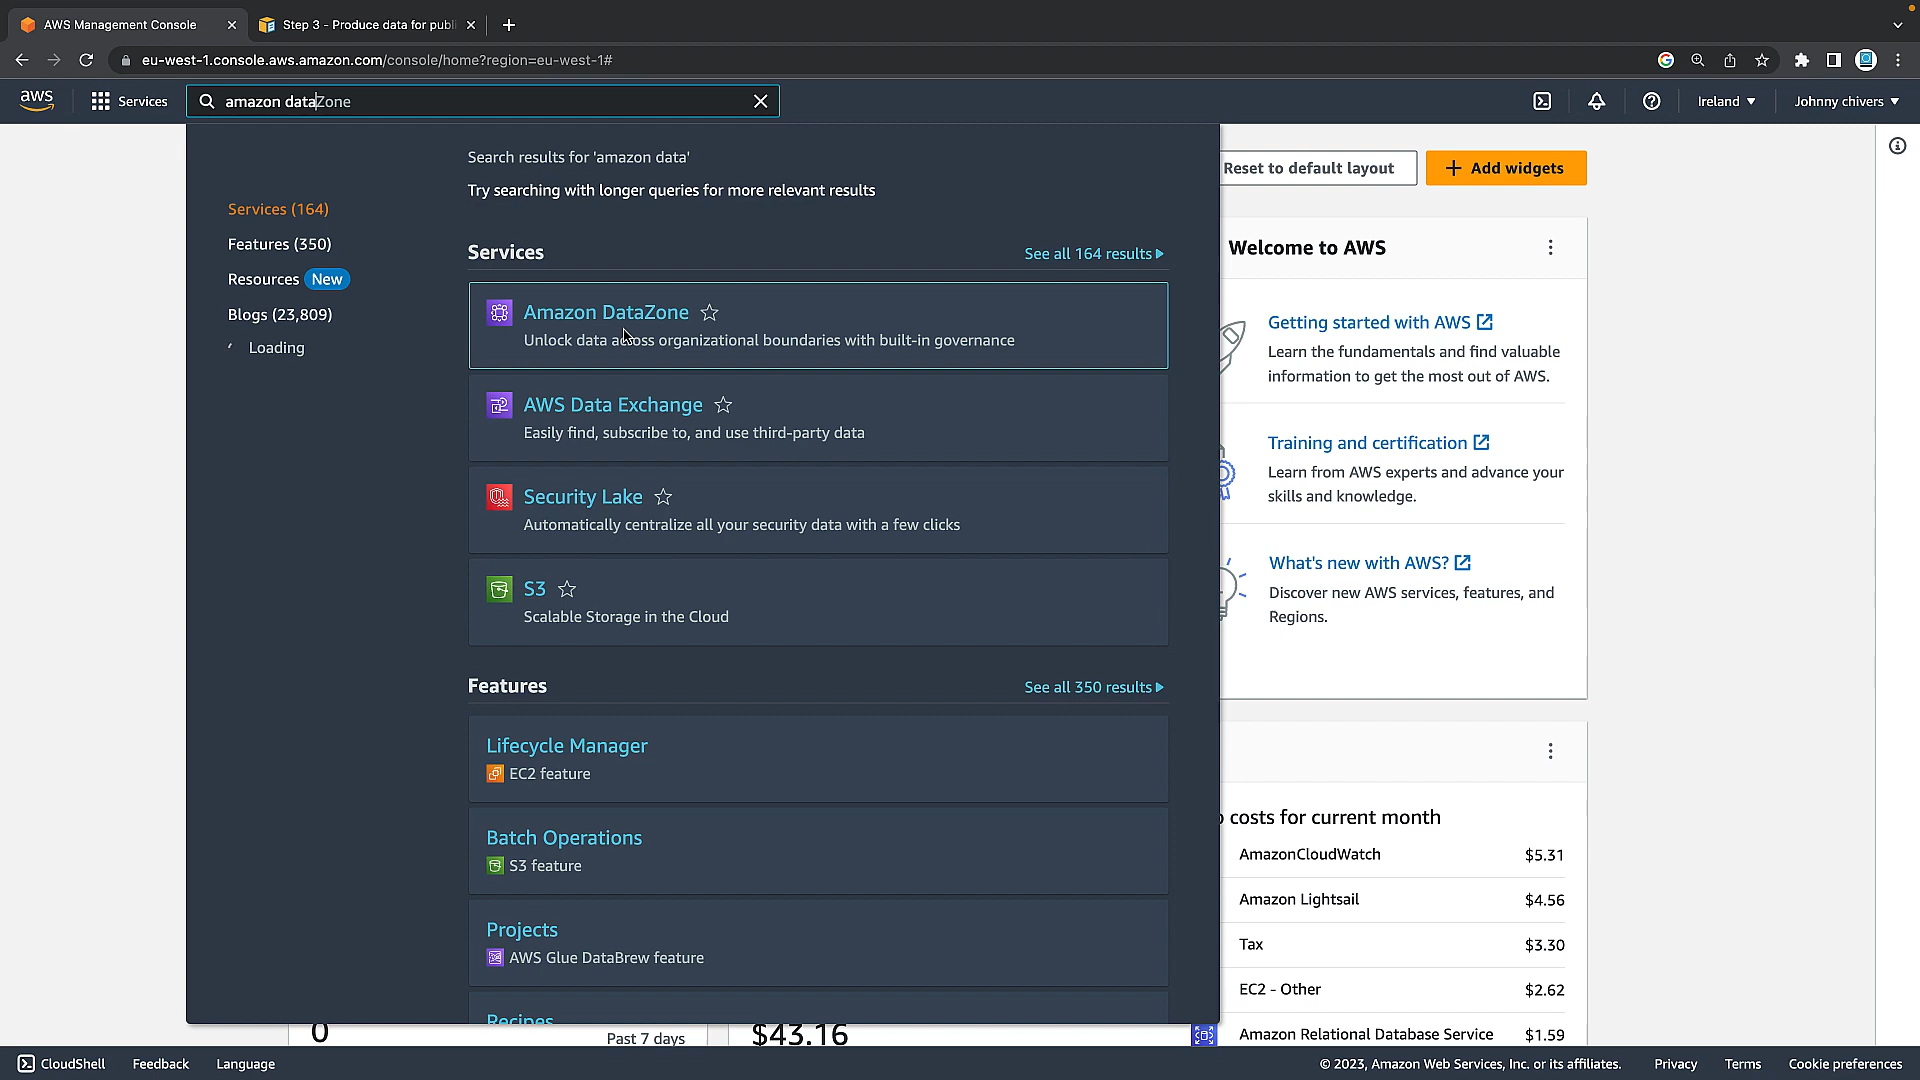 AWS Management Console
Step 3 - Produce data for publ
eu-west-1.console.aws.amazon.com/console/home?region=eu-west-1#
aws
Services
amazon dataZone
Ireland
Johnny chivers
Search results for 'amazon data'
Try searching with longer queries for more relevant results
Services (164)
Features (350)
Resources New
Blogs (23,809)
Loading
Services
See all 164 results
Amazon DataZone
Unlock data across organizational boundaries with built-in governance
AWS Data Exchange
Easily find, subscribe to, and use third-party data
Security Lake
Automatically centralize all your security data with a few clicks
S3
Scalable Storage in the Cloud
Features
See all 350 results
Lifecycle Manager
EC2 feature
Batch Operations
S3 feature
Projects
AWS Glue DataBrew feature
Recipes
Reset to default layout
+ Add widgets
Welcome to AWS
Getting started with AWS
Learn the fundamentals and find valuable
information to get the most out of AWS.
Training and certification
Learn from AWS experts and advance your
skills and knowledge.
What's new with AWS?
Discover new AWS services, features, and
Regions.
costs for current month
AmazonCloudWatch $5.31
Amazon Lightsail $4.56
Tax $3.30
EC2 - Other $2.62
Amazon Relational Database Service $1.59
0
Past 7 days
$43.16
CloudShell
Feedback
Language
© 2023, Amazon Web Services, Inc. or its affiliates.
Privacy
Terms
Cookie preferences